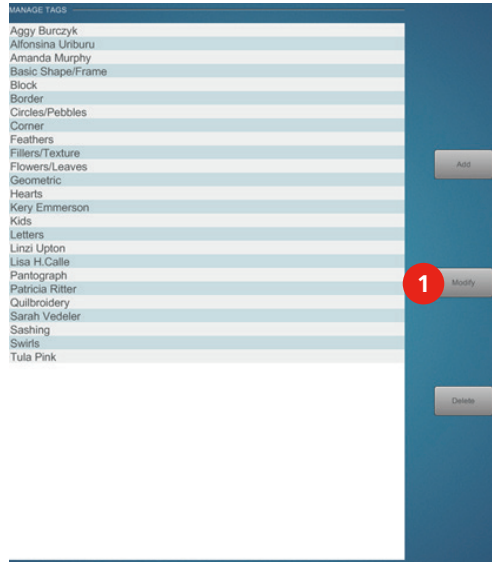 MANAGE TAGS
Aggy Burczyk
Alfonsina Uriburu
Amanda Murphy
Basic Shape/Frame
Block
Border
Circles/Pebbles
Corner
Feathers
Fillers/Texture
Flowers/Leaves
Geometric
Hearts
Kery Emmerson
Kids
Letters
Linzi Upton
Lisa H.Calle
Pantograph
Patricia Ritter
Quilbroidery
Sarah Vedeler
Sashing
Swirls
Tula Pink
Add
1 Modify
Delete